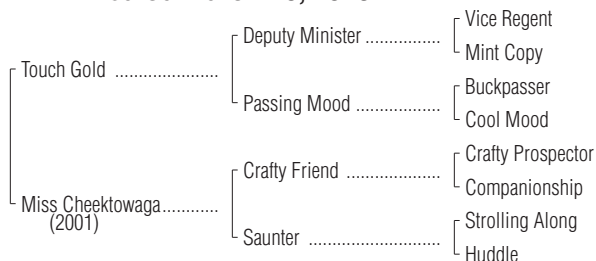 Vice Regent
Deputy Minister ..................
Mint Copy
Touch Gold .........................
Buckpasser
Passing Mood ....................
Cool Mood
Crafty Prospector
Crafty Friend ......................
Companionship
Miss Cheektowaga.............
(2001)
Strolling Along
Saunter ...............................
Huddle